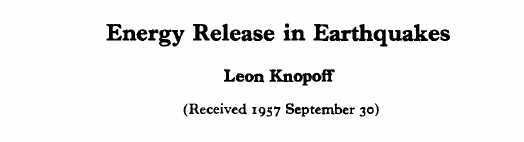 Energy Release in Earthquakes
Leon Knopoff
(Received 1957 September 30)